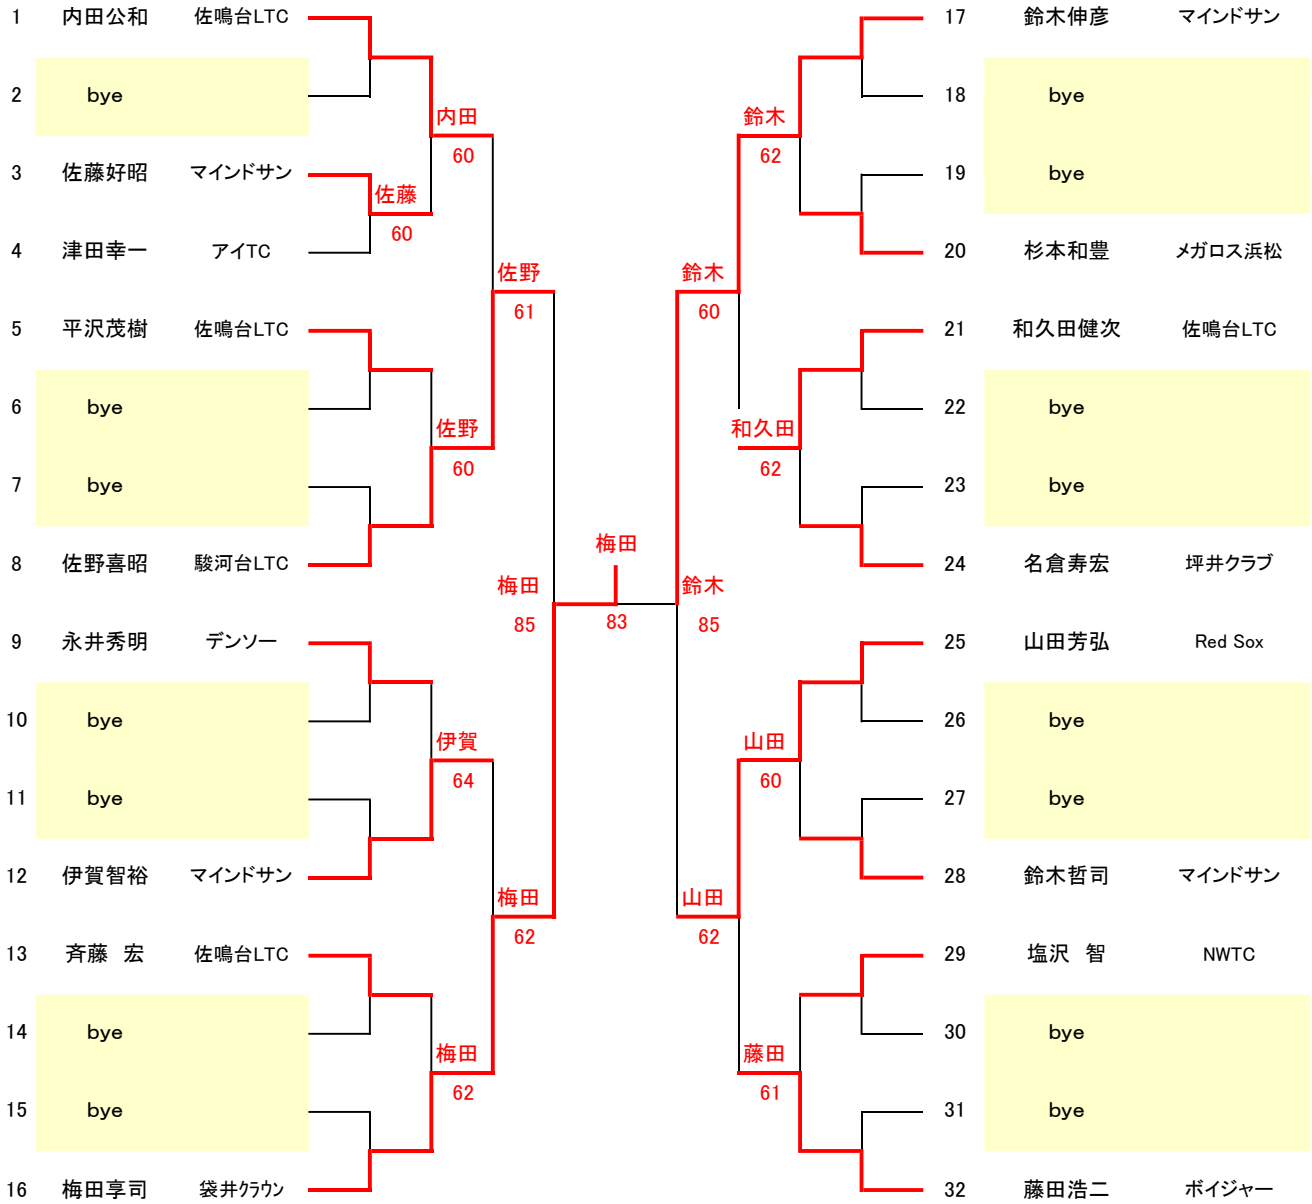 1 内田公和 佐鳴台LTC
2 bye
3 佐藤好昭 マインドサン
4 津田幸一 アイTC
5 平沢茂樹 佐鳴台LTC
6 bye
7 bye
8 佐野喜昭 駿河台LTC
9 永井秀明 デンソー
10 bye
11 bye
12 伊賀智裕 マインドサン
13 斉藤 宏 佐鳴台LTC
14 bye
15 bye
16 梅田享司 袋井クラウン
佐藤
60
内田
60
佐野
60
伊賀
64
梅田
62
佐野
61
梅田
62
梅田
85
梅田
83
鈴木
85
鈴木
60
山田
62
鈴木
62
和久田
62
山田
60
藤田
61
17 鈴木伸彦 マインドサン
18 bye
19 bye
20 杉本和豊 メガロス浜松
21 和久田健次 佐鳴台LTC
22 bye
23 bye
24 名倉寿宏 坪井クラブ
25 山田芳弘 Red Sox
26 bye
27 bye
28 鈴木哲司 マインドサン
29 塩沢 智 NWTC
30 bye
31 bye
32 藤田浩二 ボイジャー